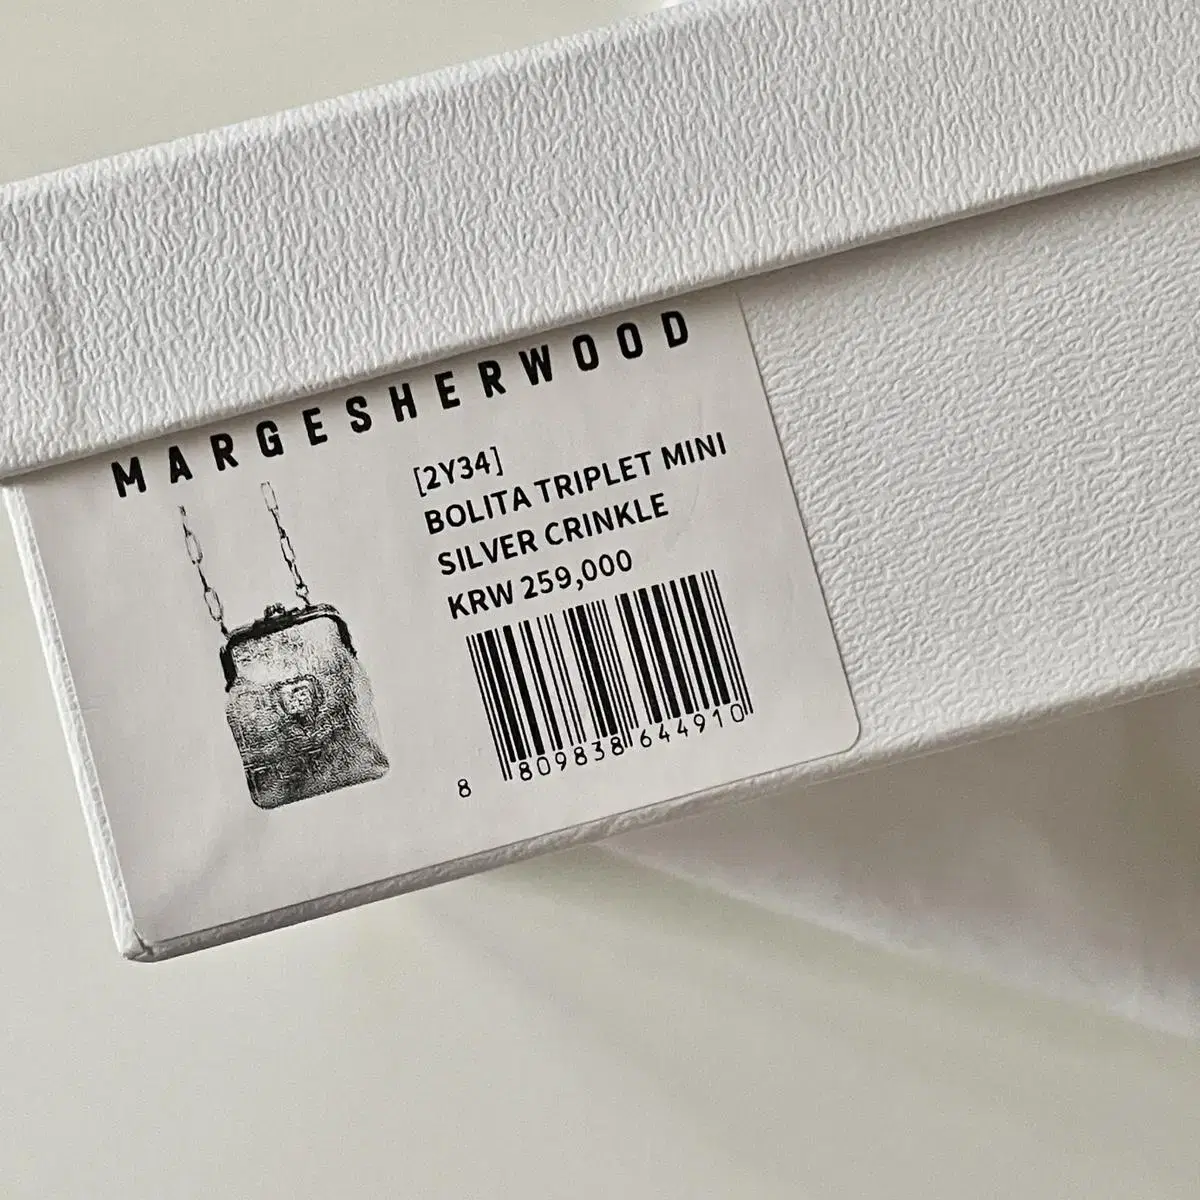 MARGESHERWOOD
[2Y34]
BOLITA TRIPLET MINI
SILVER CRINKLE
KRW 259,000
8 809838 644910